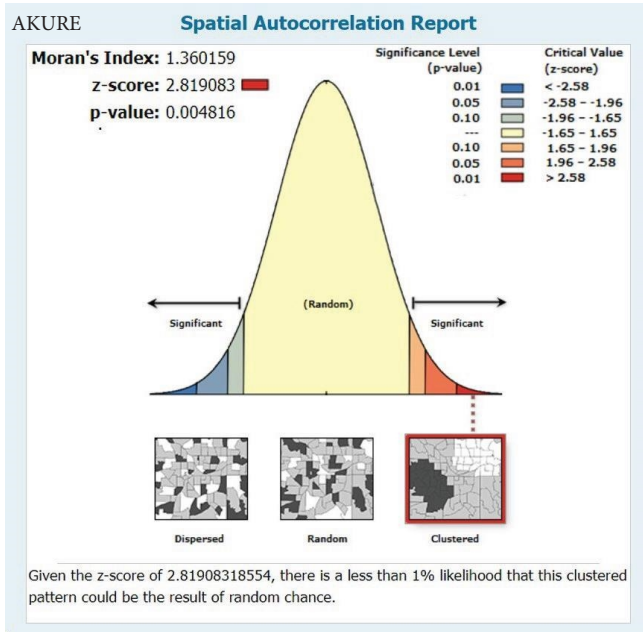 AKURE
Spatial Autocorrelation Report
Moran's Index: 1.360159
z-score: 2.819083
p-value: 0.004816
Significance Level
(p-value)
Critical Value
(z-score)
0.01 < -2.58
0.05 -2.58 - -1.96
0.10 -1.96 - -1.65
--- -1.65 - 1.65
0.10 1.65 - 1.96
0.05 1.96 - 2.58
0.01 > 2.58
(Random)
Significant
Significant
Dispersed
Random
Clustered
Given the z-score of 2.81908318554, there is a less than 1% likelihood that this clustered
pattern could be the result of random chance.